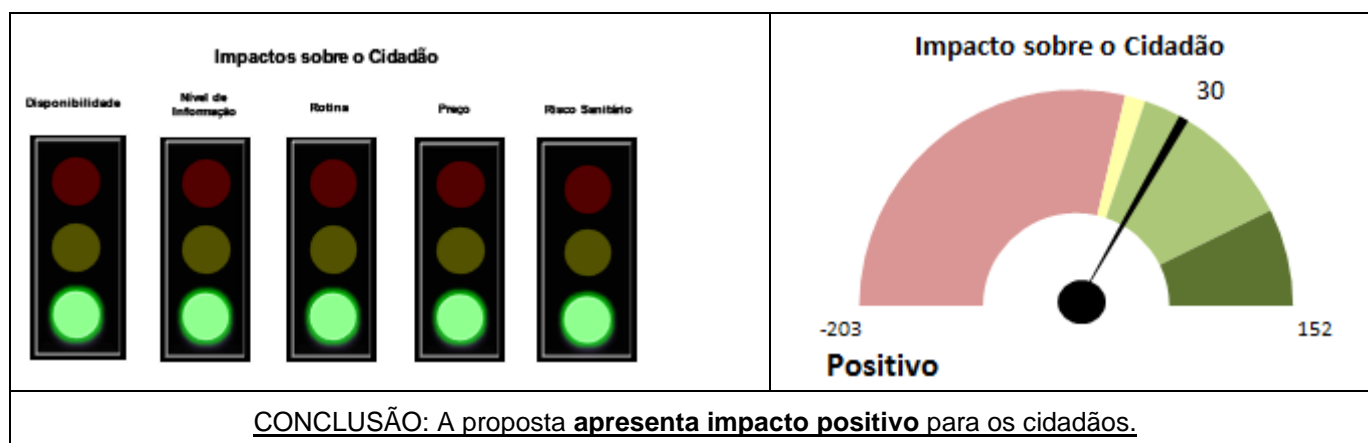 Impactos sobre o Cidadão
Disponibilidade
Nível de
Informação
Rotina
Preço
Risco Sanitário
Impacto sobre o Cidadão
30
-203
152
Positivo
CONCLUSÃO: A proposta apresenta impacto positivo para os cidadãos.